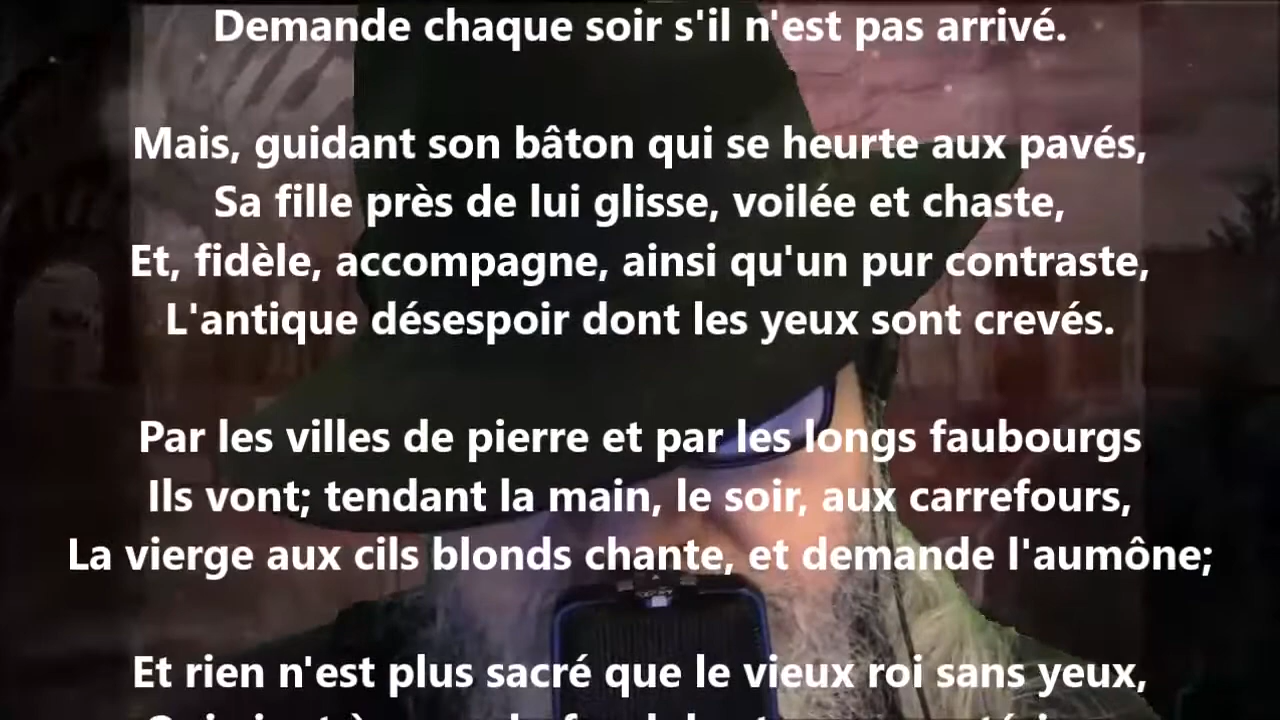 Demande chaque soir s'il n'est pas arrivé.
Mais, guidant son bâton qui se heurte aux pavés,
Sa fille près de lui glisse, voilée et chaste,
Et, fidèle, accompagne, ainsi qu'un pur contraste,
L'antique désespoir dont les yeux sont crevés.
Par les villes de pierre et par les longs faubourgs
Ils vont; tendant la main, le soir, aux carrefours,
La vierge aux cils blonds chante, et demande l'aumône;
Et rien n'est plus sacré que le vieux roi sans yeux,